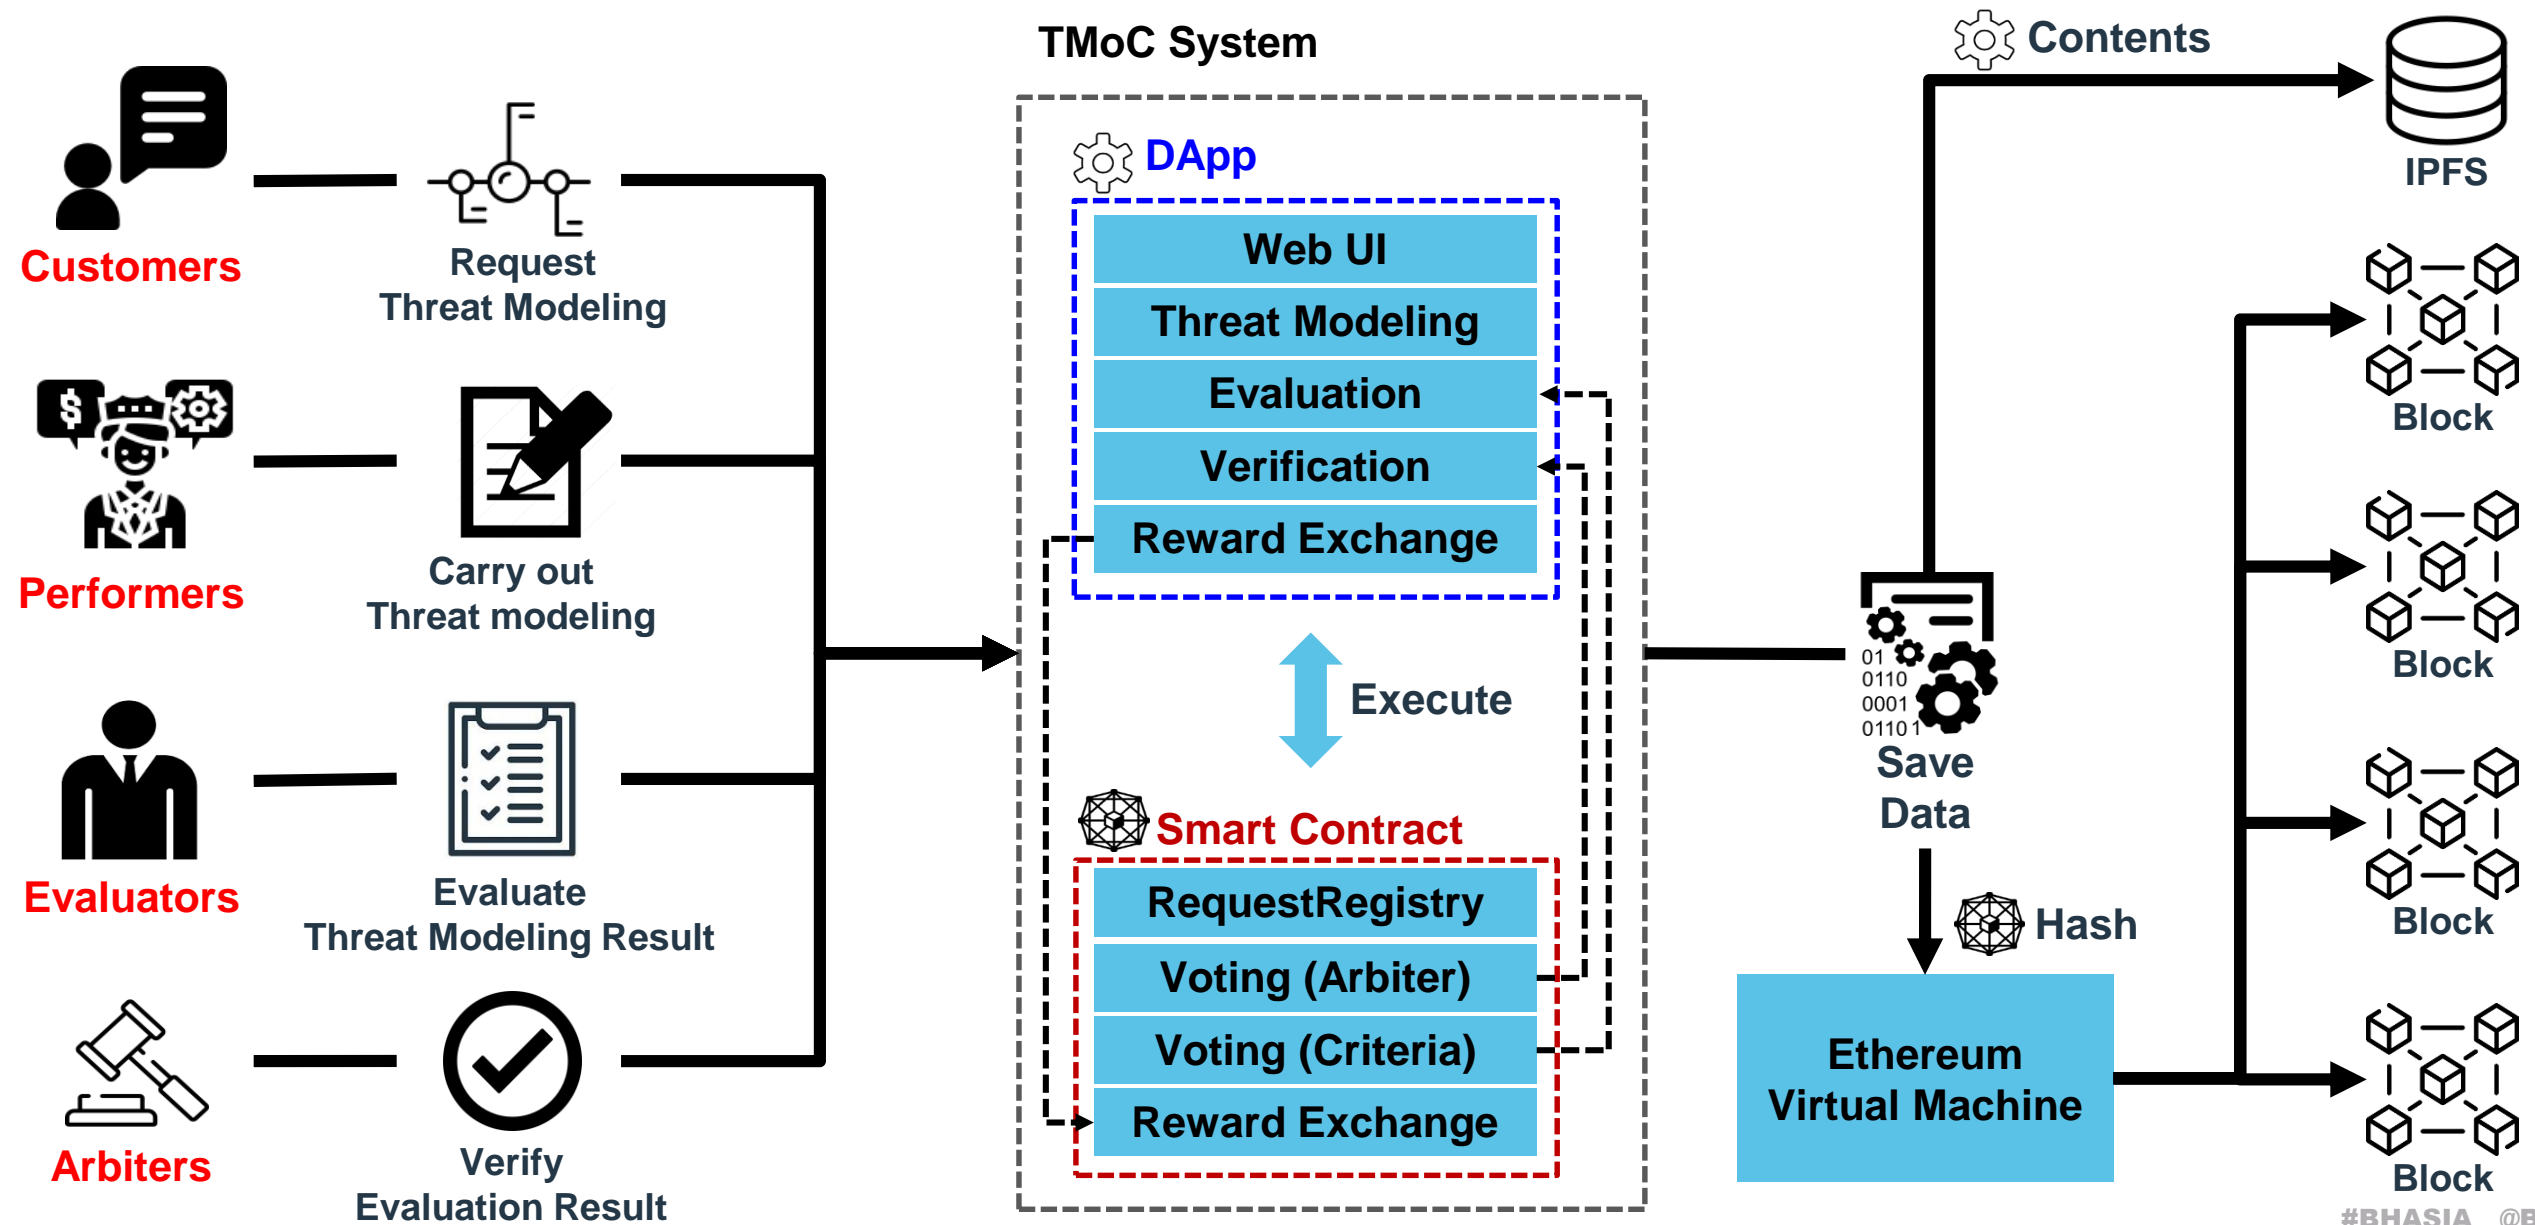 TMoC System
Contents
IPFS
Customers
Request
Threat Modeling
DApp
Web UI
Threat Modeling
Evaluation
Verification
Reward Exchange
$
Performers
Carry out
Threat modeling
Execute
Evaluators
Evaluate
Threat Modeling Result
Smart Contract
RequestRegistry
Voting (Arbiter)
Voting (Criteria)
Reward Exchange
Arbiters
Verify
Evaluation Result
01
0110
0001
0110 1
Save
Data
Hash
Ethereum
Virtual Machine
Block
Block
Block
Block
#BHASIA @B